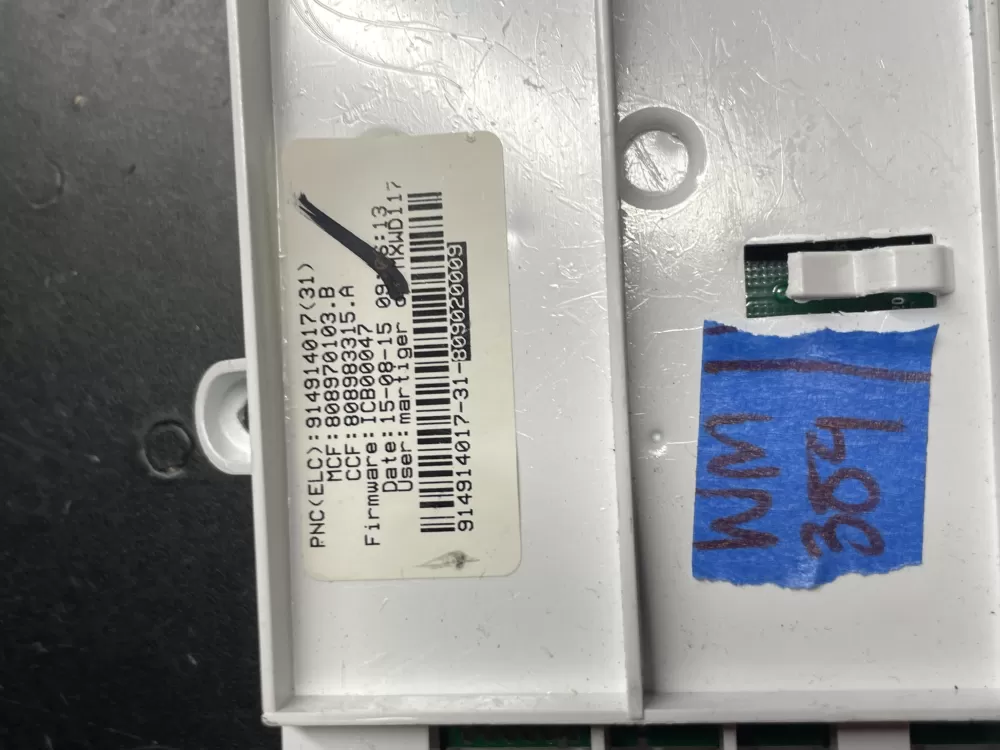 PNC(ELC):914914017(31)
MCF:808970103.B
CCF:808983315.A
Firmware:ICB00047
Date:15-08-15
User:martiger
914914017-31-809020009
WM
384